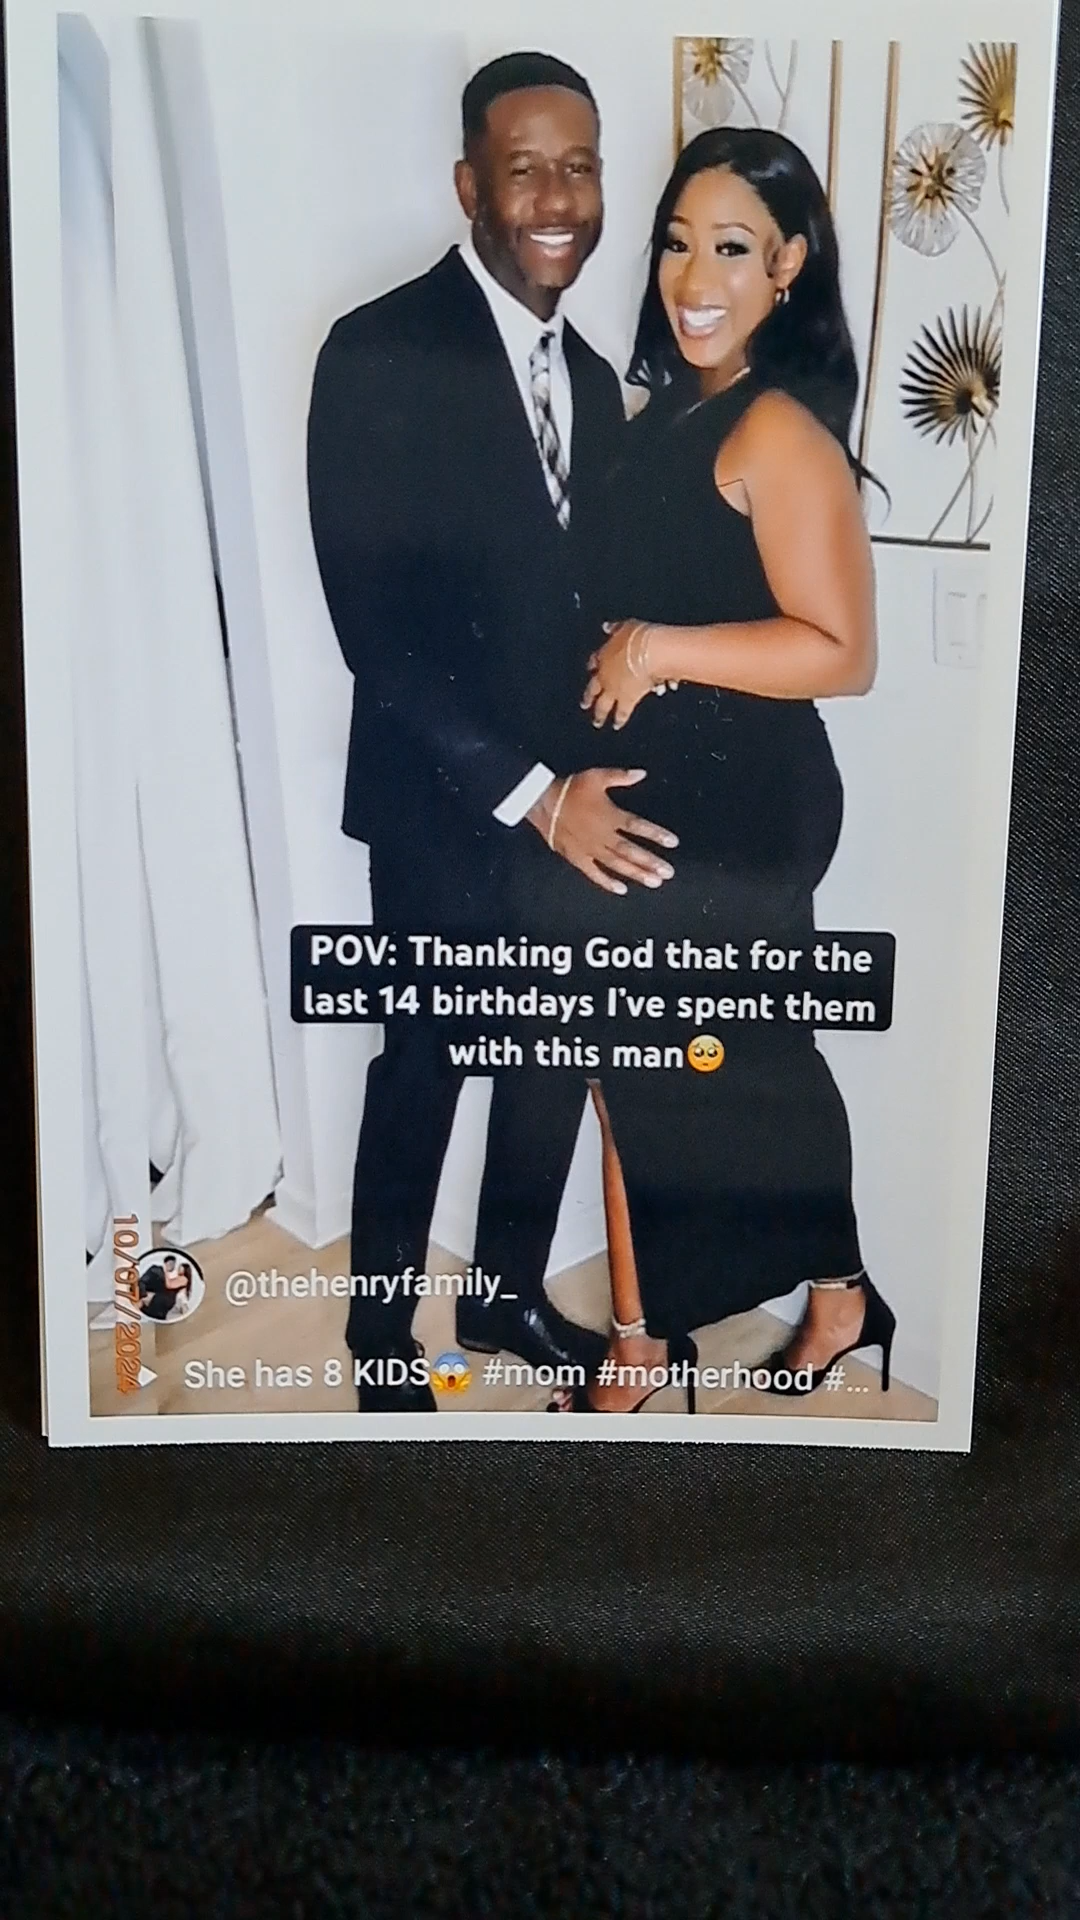 POV: Thanking God that for the
last 14 birthdays I've spent them
with this man🥺
@thehenryfamily_
She has 8 KIDS😱 #mom #motherhood #...
10/07/2024